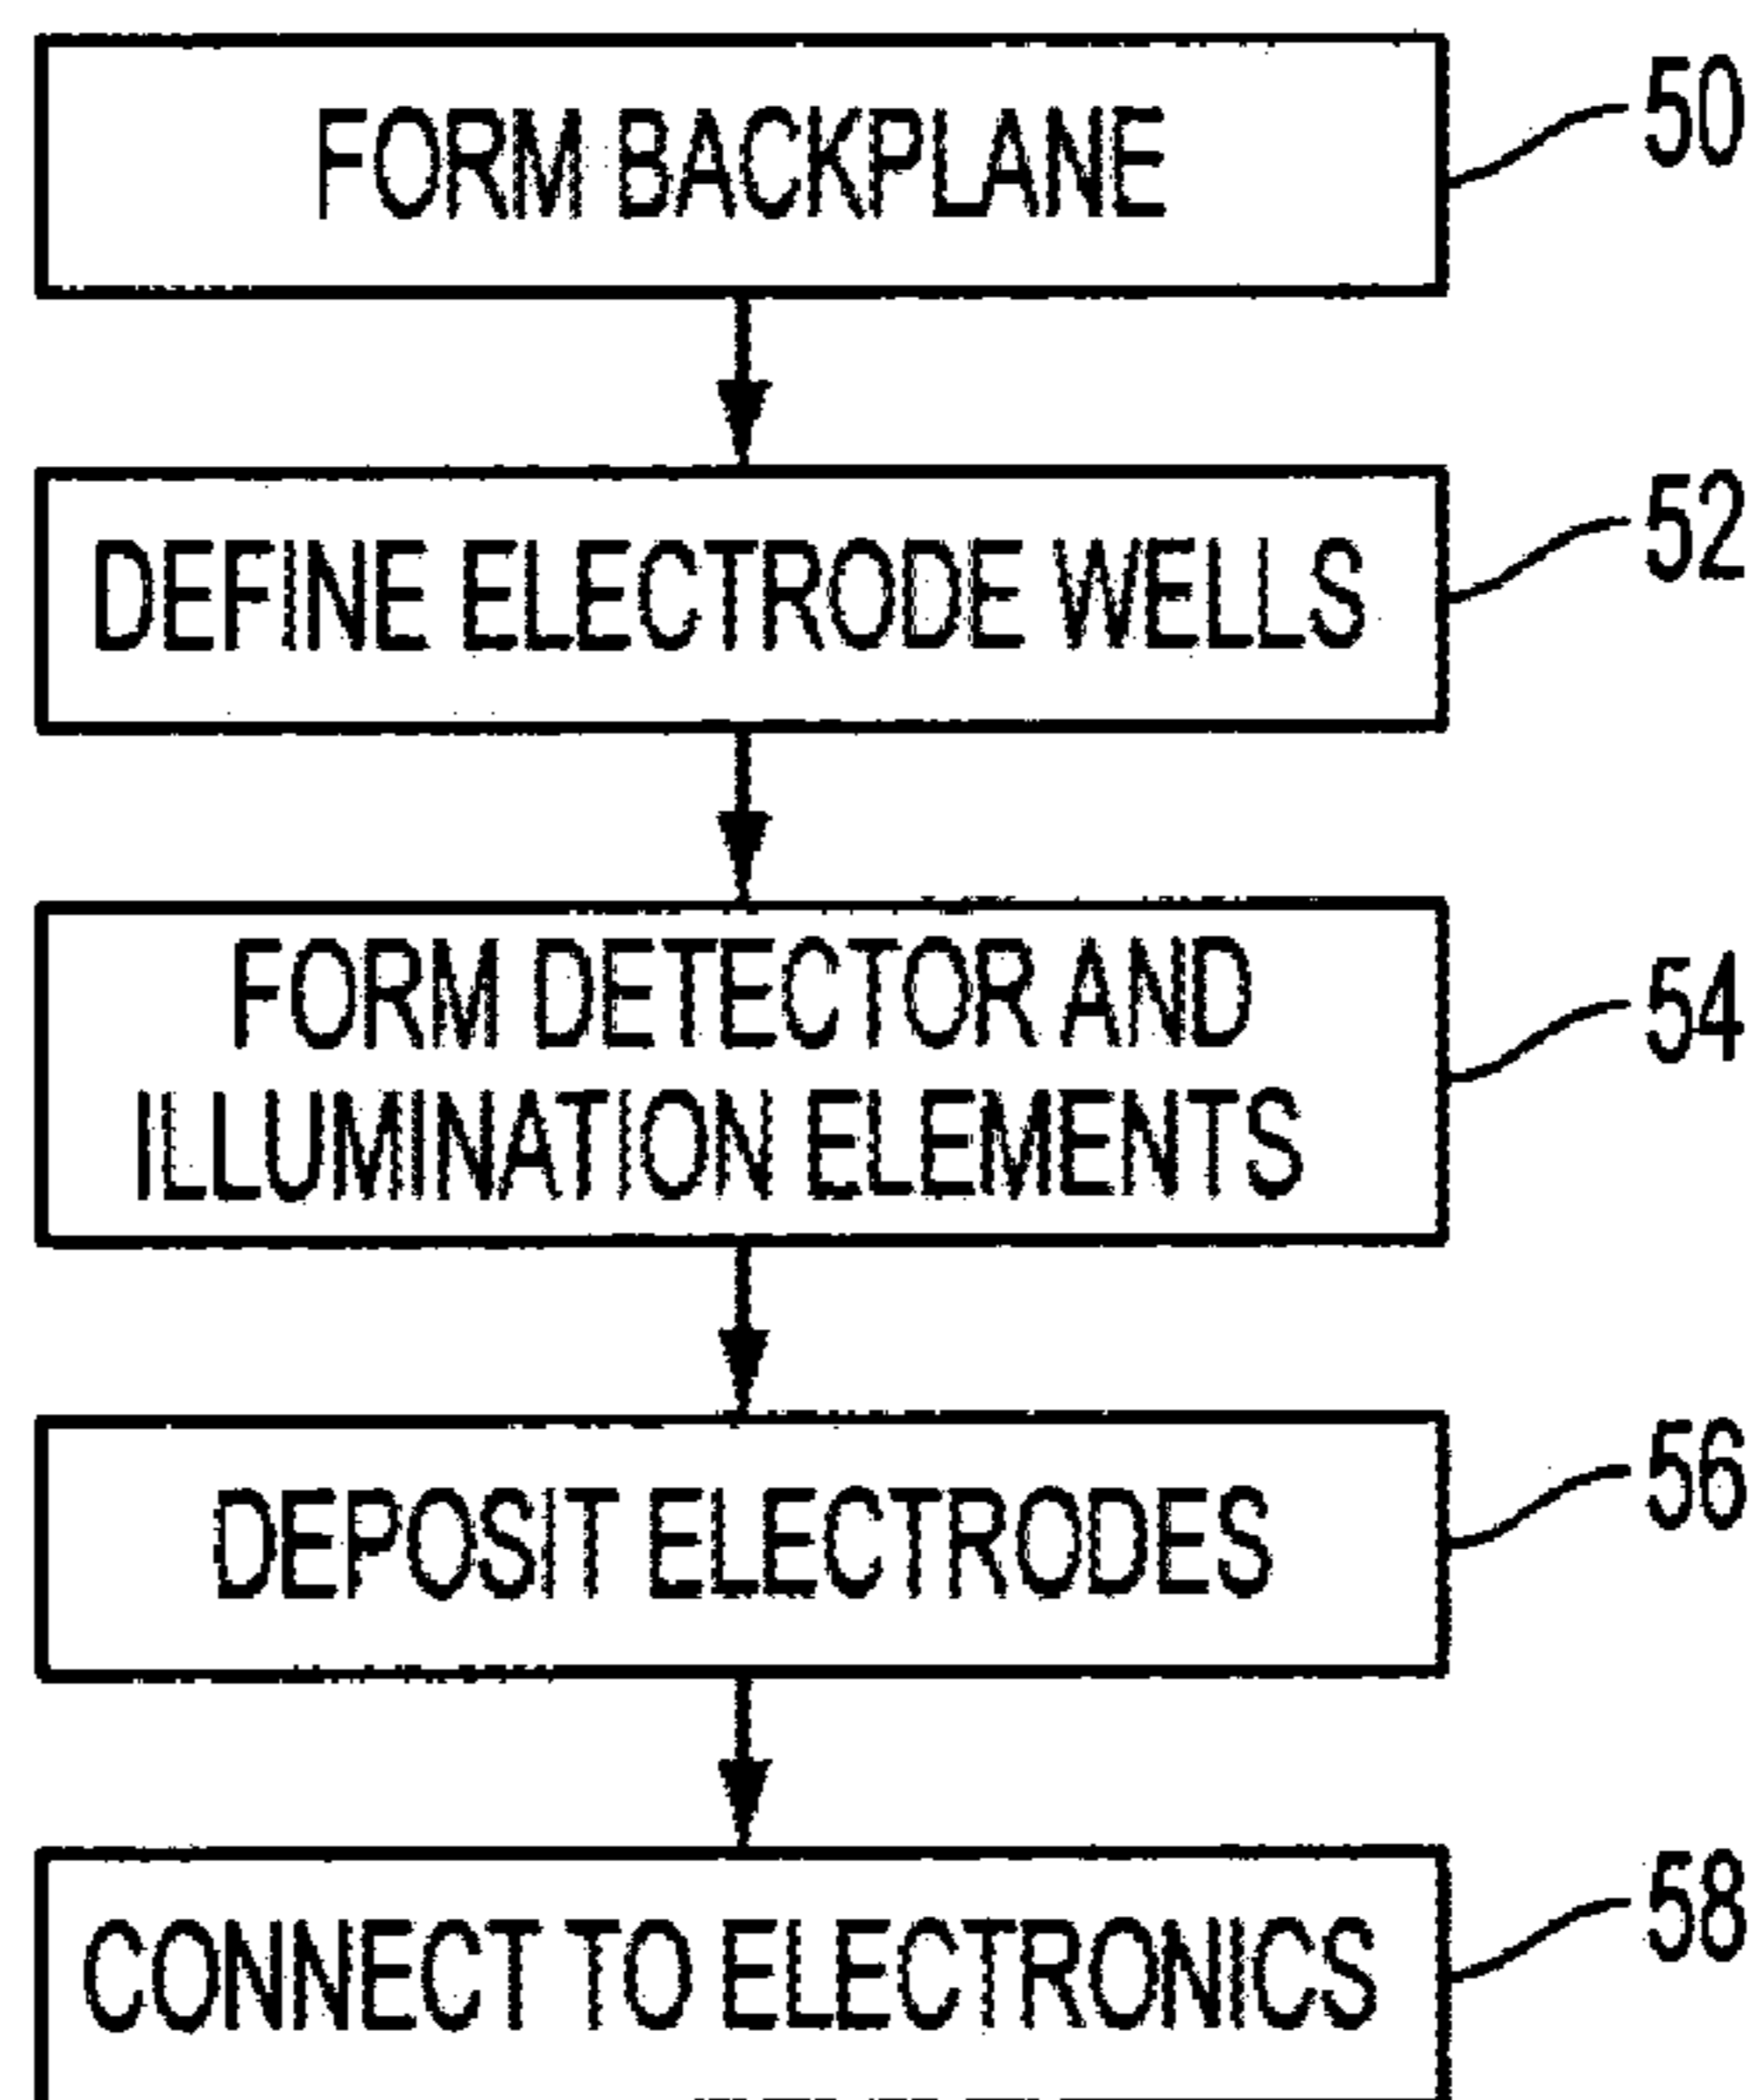 FORM BACKPLANE
50
DEFINE ELECTRODE WELLS
52
FORM DETECTOR AND
ILLUMINATION ELEMENTS
54
DEPOSIT ELECTRODES
56
CONNECT TO ELECTRONICS
58